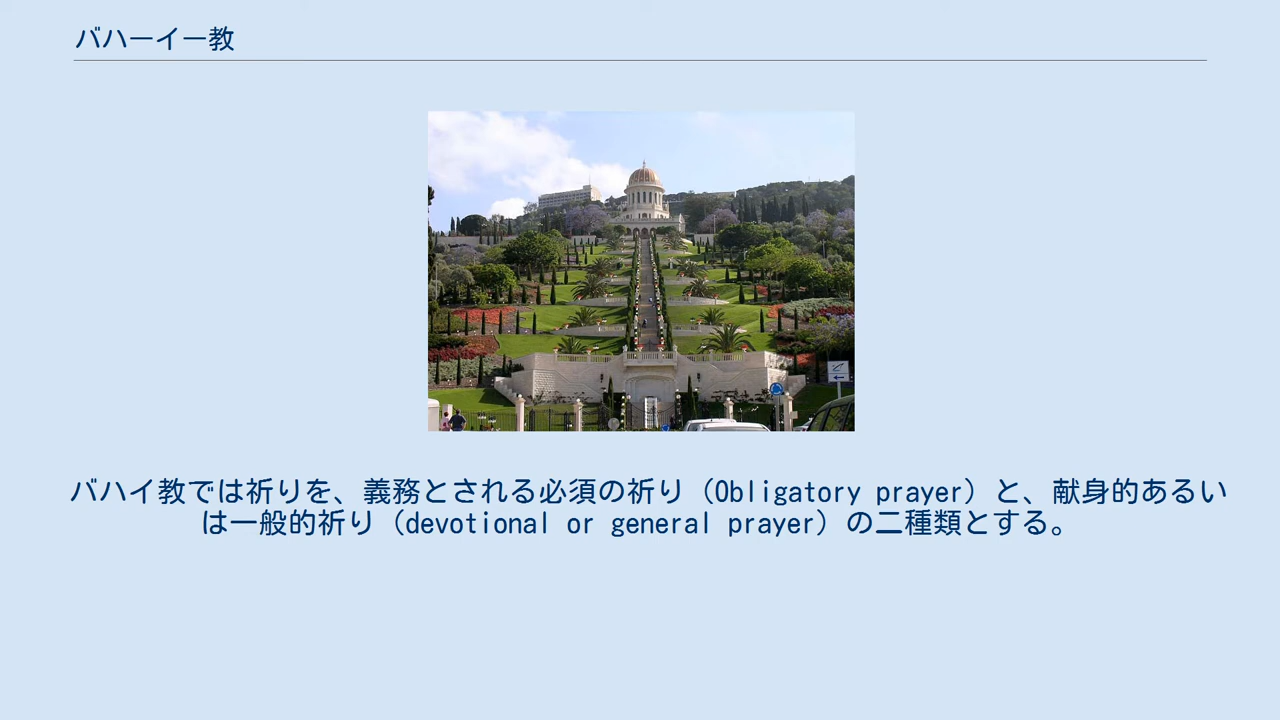 バハーイー教
バハイ教では祈りを、義務とされる必須の祈り（Obligatory prayer）と、献身的あるい
は一般的祈り（devotional or general prayer）の二種類とする。